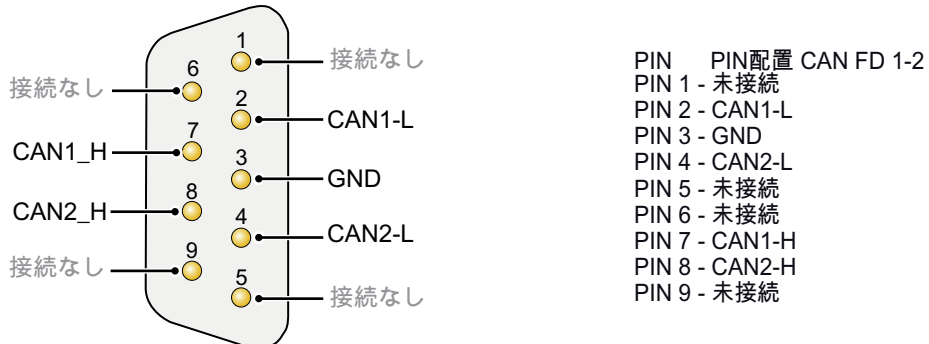 1
接続なし
6
接続なし
2
CAN1-L
7
CAN1_H
3
GND
8
CAN2_H
4
CAN2-L
9
接続なし
5
接続なし
PIN PIN配置 CAN FD 1-2
PIN 1 - 未接続
PIN 2 - CAN1-L
PIN 3 - GND
PIN 4 - CAN2-L
PIN 5 - 未接続
PIN 6 - 未接続
PIN 7 - CAN1-H
PIN 8 - CAN2-H
PIN 9 - 未接続